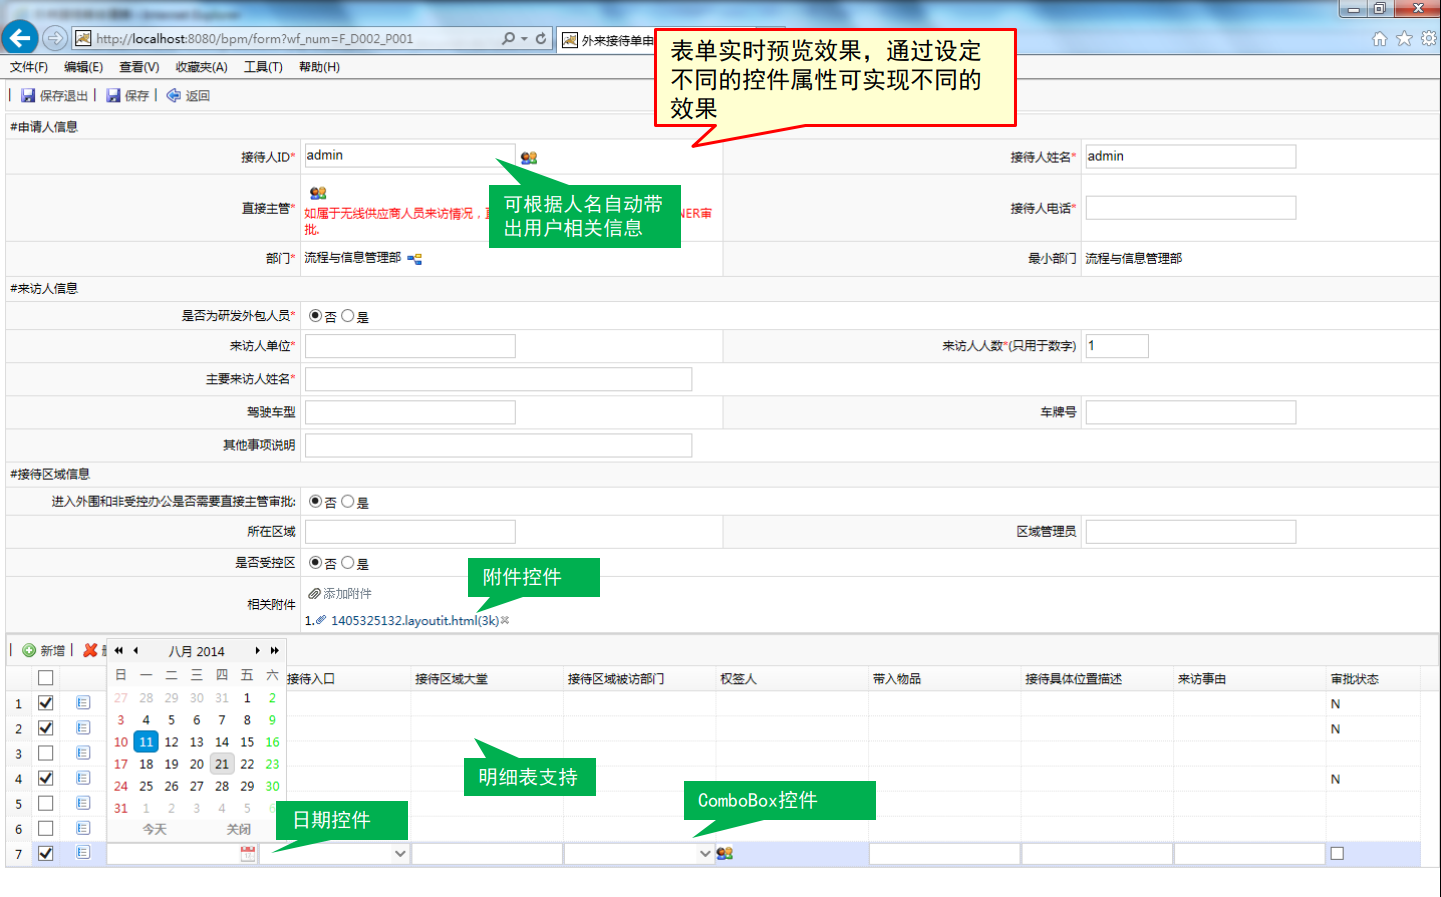 http://localhost:8080/bpm/form?wf_num=F_D002_P001
外来接待单申
文件(F) 编辑(E) 查看(V) 收藏夹(A) 工具(T) 帮助(H)
表单实时预览效果，通过设定
不同的控件属性可实现不同的
效果
保存退出 保存 返回
#申请人信息
接待人ID* admin
接待人姓名* admin
可根据人名自动带
出用户相关信息
直接主管*
如属于无线供应商人员来访情况，
NER审
批.
接待人电话*
部门* 流程与信息管理部
最小部门 流程与信息管理部
#来访人信息
是否为研发外包人员* 否 是
来访人单位*
来访人人数*(只用于数字) 1
主要来访人姓名*
驾驶车型
车牌号
其他事项说明
#接待区域信息
进入外围和非受控办公是否需要直接主管审批: 否 是
所在区域
区域管理员
是否受控区 否 是
附件控件
相关附件
添加附件
1. 1405325132.layoutit.html(3k)
新增
八月 2014
日 一 二 三 四 五 六
27 28 29 30 31 1 2
3 4 5 6 7 8 9
10 11 12 13 14 15 16
17 18 19 20 21 22 23
24 25 26 27 28 29 30
31 1 2 3 4 5 6
今天 关闭
接待入口 接待区域大堂 接待区域被访部门 权签人 带入物品 接待具体位置描述 来访事由 审批状态
1 N
2 N
3
4 N
5
6
7
明细表支持
ComboBox控件
日期控件